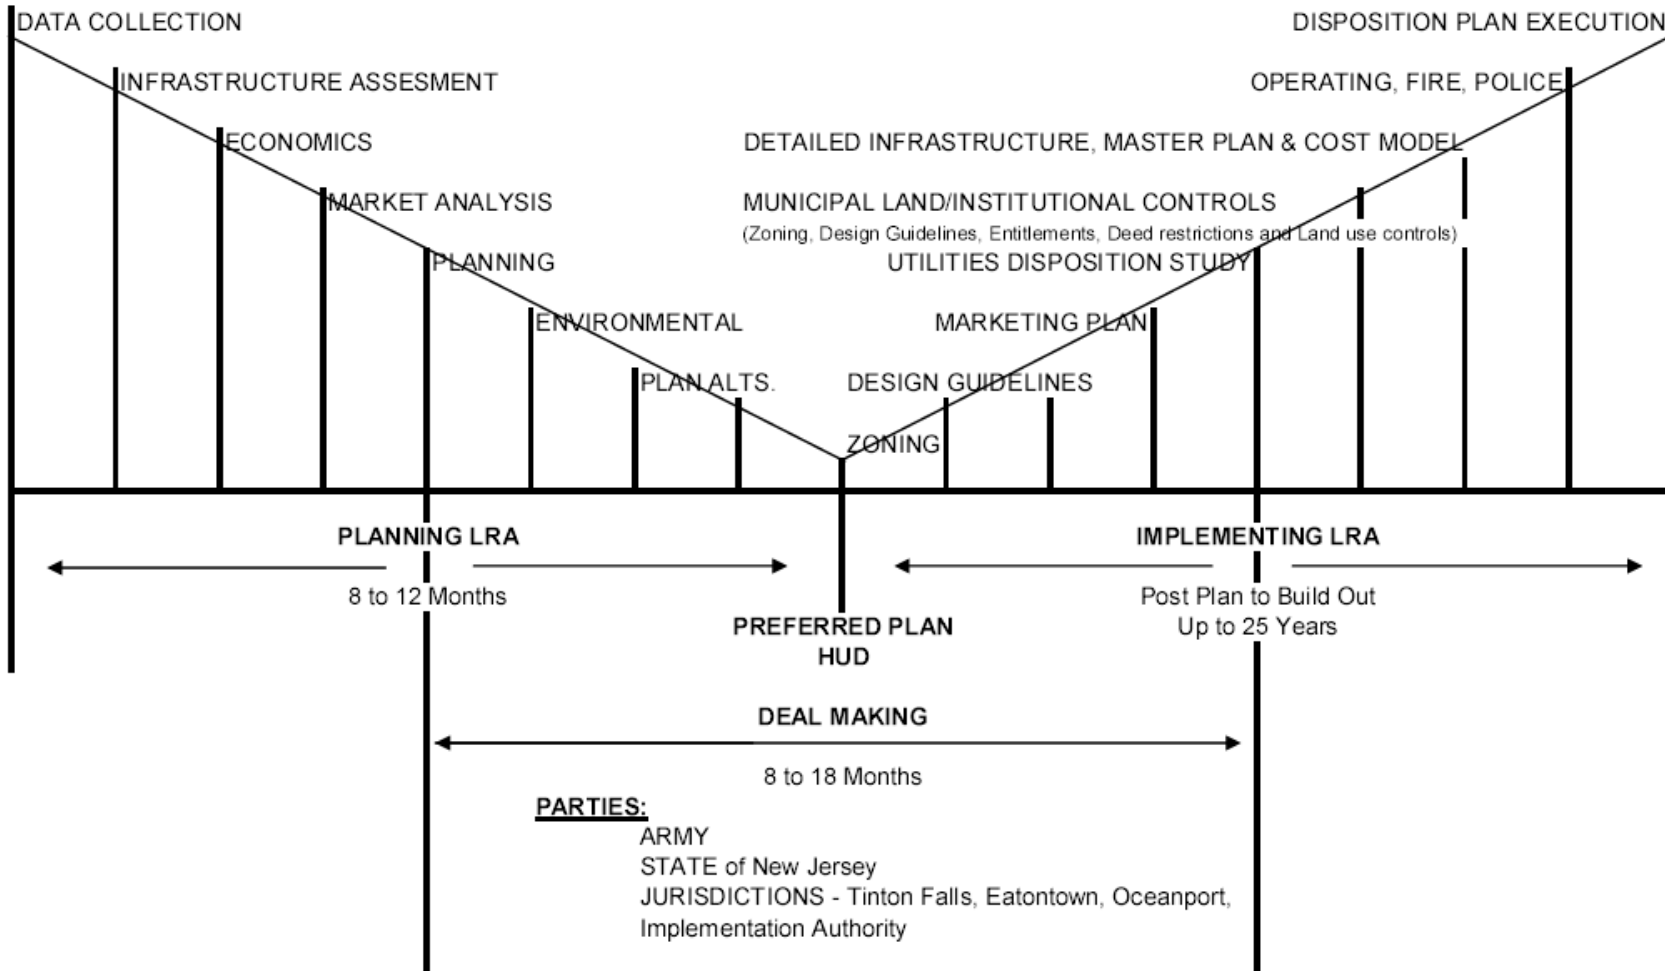 DATA COLLECTION
DISPOSITION PLAN EXECUTION
INFRASTRUCTURE ASSESMENT
OPERATING, FIRE, POLICE
ECONOMICS
DETAILED INFRASTRUCTURE, MASTER PLAN & COST MODEL
MARKET ANALYSIS
MUNICIPAL LAND/INSTITUTIONAL CONTROLS
(Zoning, Design Guidelines, Entitlements, Deed restrictions and Land use controls)
PLANNING
UTILITIES DISPOSITION STUDY
ENVIRONMENTAL
MARKETING PLAN
PLAN ALTS.
DESIGN GUIDELINES
ZONING
PLANNING LRA
IMPLEMENTING LRA
8 to 12 Months
Post Plan to Build Out
Up to 25 Years
PREFERRED PLAN
HUD
DEAL MAKING
8 to 18 Months
PARTIES:
ARMY
STATE of New Jersey
JURISDICTIONS - Tinton Falls, Eatontown, Oceanport,
Implementation Authority